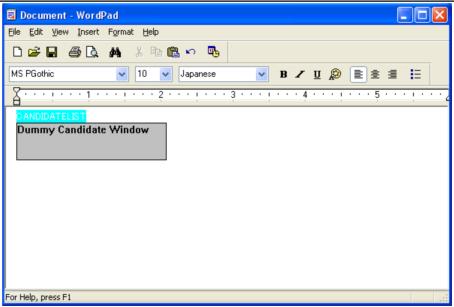 Document - WordPad
File Edit View Insert Format Help
MS PGothic 10 Japanese B / U
1 2 3 4 5
CANDIDATELIST
Dummy Candidate Window
For Help, press F1